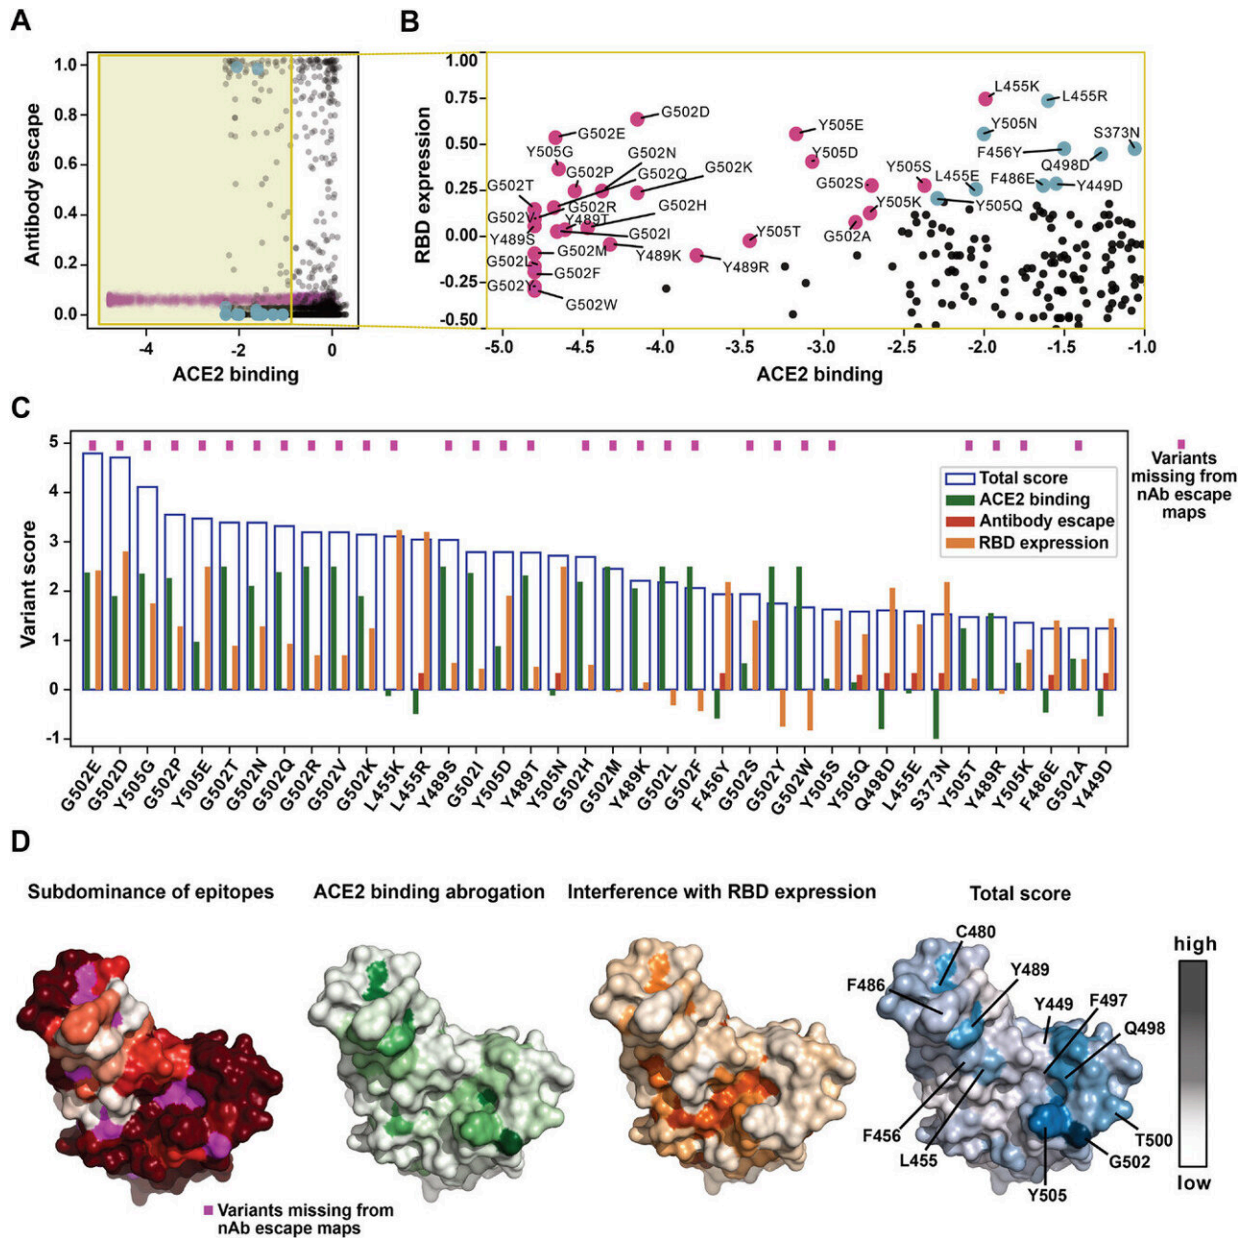 A
B
Antibody escape
1.0
0.8
0.6
0.4
0.2
0.0
-4
-2
0
ACE2 binding
RBD expression
1.00
0.75
0.50
0.25
0.00
-0.25
-0.50
-5.0
-4.5
-4.0
-3.5
-3.0
-2.5
-2.0
-1.5
-1.0
ACE2 binding
L455K
L455R
G502D
G502E
Y505E
Y505N
S373N
Y505G
G502N
F456Y
Y505D
Q498D
G502P
G502Q
G502K
Y505S
L455E
F486E
G502T
G502S
Y449D
G502R
G502H
Y505K
Y505Q
G502V
Y489T
Y489S
G502I
Y505T
G502A
G502M
Y489K
G502L
Y489R
G502F
G502Y
G502W
C
Variant score
5
4
3
2
1
0
-1
Total score
ACE2 binding
Antibody escape
RBD expression
Variants
missing from
nAb escape
maps
G502E
G502D
Y505G
G502P
Y505E
G502T
G502N
G502Q
G502R
G502V
G502K
L455K
L455R
Y489S
G502I
Y505D
Y489T
Y505N
G502H
G502M
Y489K
G502L
G502F
F456Y
G502S
G502Y
G502W
Y505S
Y505Q
Q498D
L455E
S373N
Y505T
Y489R
Y505K
F486E
G502A
Y449D
D
Subdominance of epitopes
ACE2 binding abrogation
Interference with RBD expression
Total score
C480
Y489
F486
Y449
F497
Q498
F456
L455
Y505
T500
G502
high
low
Variants missing from
nAb escape maps